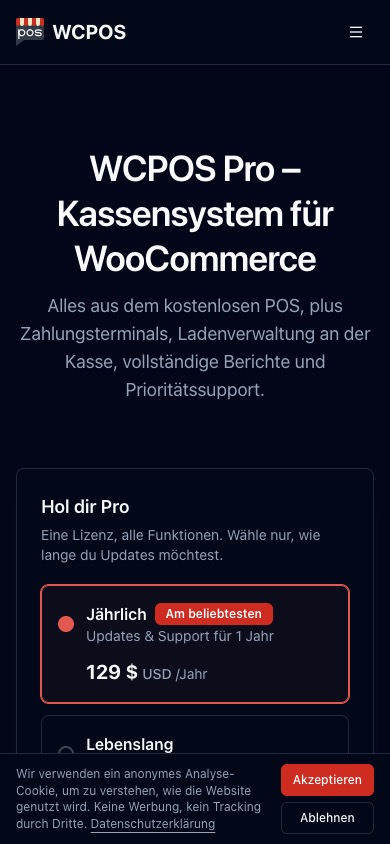 pos WCPOS
WCPOS Pro –
Kassensystem für
WooCommerce
Alles aus dem kostenlosen POS, plus
Zahlungsterminals, Ladenverwaltung an der
Kasse, vollständige Berichte und
Prioritätssupport.
Hol dir Pro
Eine Lizenz, alle Funktionen. Wähle nur, wie
lange du Updates möchtest.
Jährlich Am beliebtesten
Updates & Support für 1 Jahr
129 $ USD /Jahr
Lebenslang
Wir verwenden ein anonymes Analyse-
Cookie, um zu verstehen, wie die Website
genutzt wird. Keine Werbung, kein Tracking
durch Dritte. Datenschutzerklärung
Akzeptieren
Ablehnen